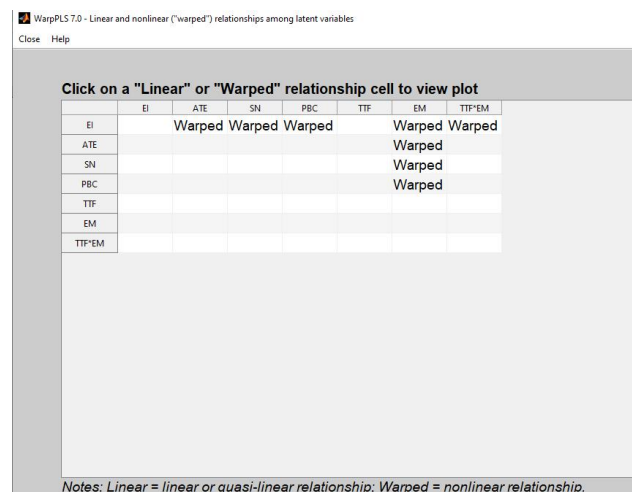 WarpPLS 7.0 - Linear and nonlinear ("warped") relationships among latent variables
Close Help
Click on a "Linear" or "Warped" relationship cell to view plot
EI ATE SN PBC TTF EM TTF*EM
EI Warped Warped Warped Warped Warped
ATE Warped
SN Warped
PBC Warped
TTF
EM
TTF*EM
Notes: Linear = linear or quasi-linear relationship; Warped = nonlinear relationship.